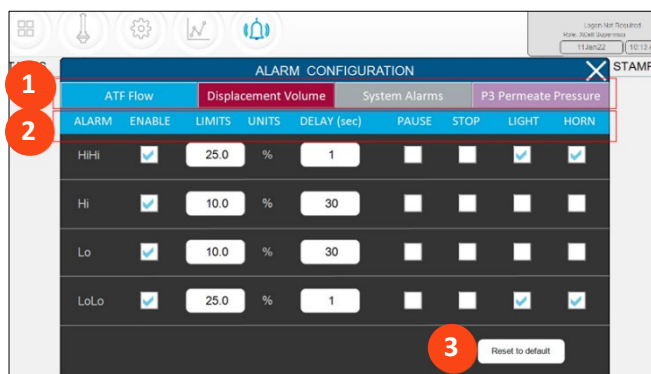 Logon Not Required
11Jan22 10:13
STAMP
ALARM CONFIGURATION
1
ATF Flow Displacement Volume System Alarms P3 Permeate Pressure
2
ALARM ENABLE LIMITS UNITS DELAY (sec) PAUSE STOP LIGHT HORN
HiHi 25.0 % 1
Hi 10.0 % 30
Lo 10.0 % 30
LoLo 25.0 % 1
3 Reset to default